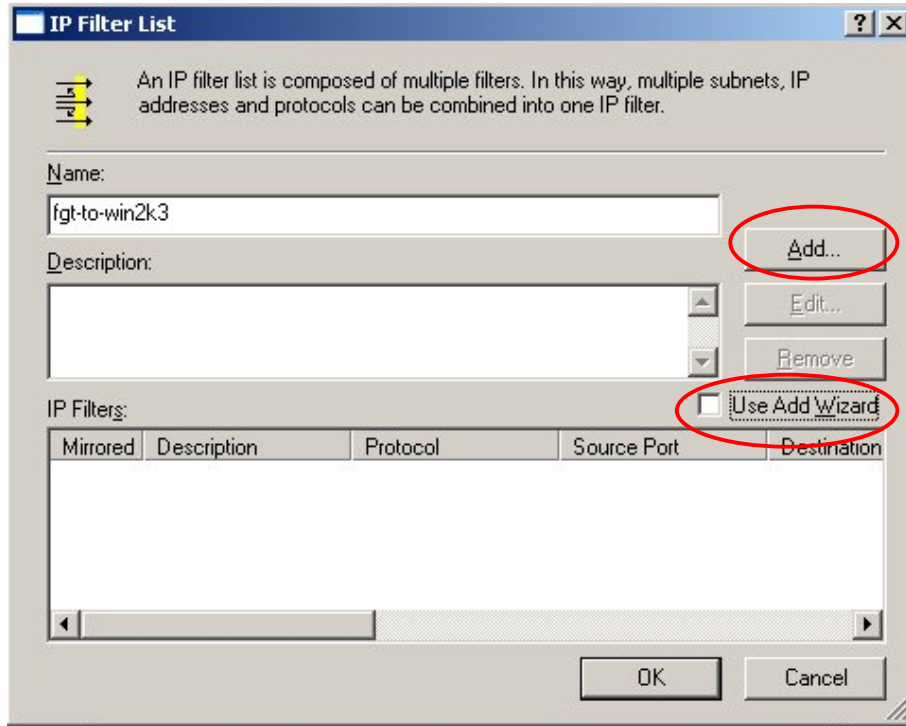 IP Filter List
An IP filter list is composed of multiple filters. In this way, multiple subnets, IP
addresses and protocols can be combined into one IP filter.
Name:
fgt-to-win2k3
Add...
Description:
Edit...
Remove
IP Filters:
Use Add Wizard
Mirrored Description Protocol Source Port Destination
OK Cancel